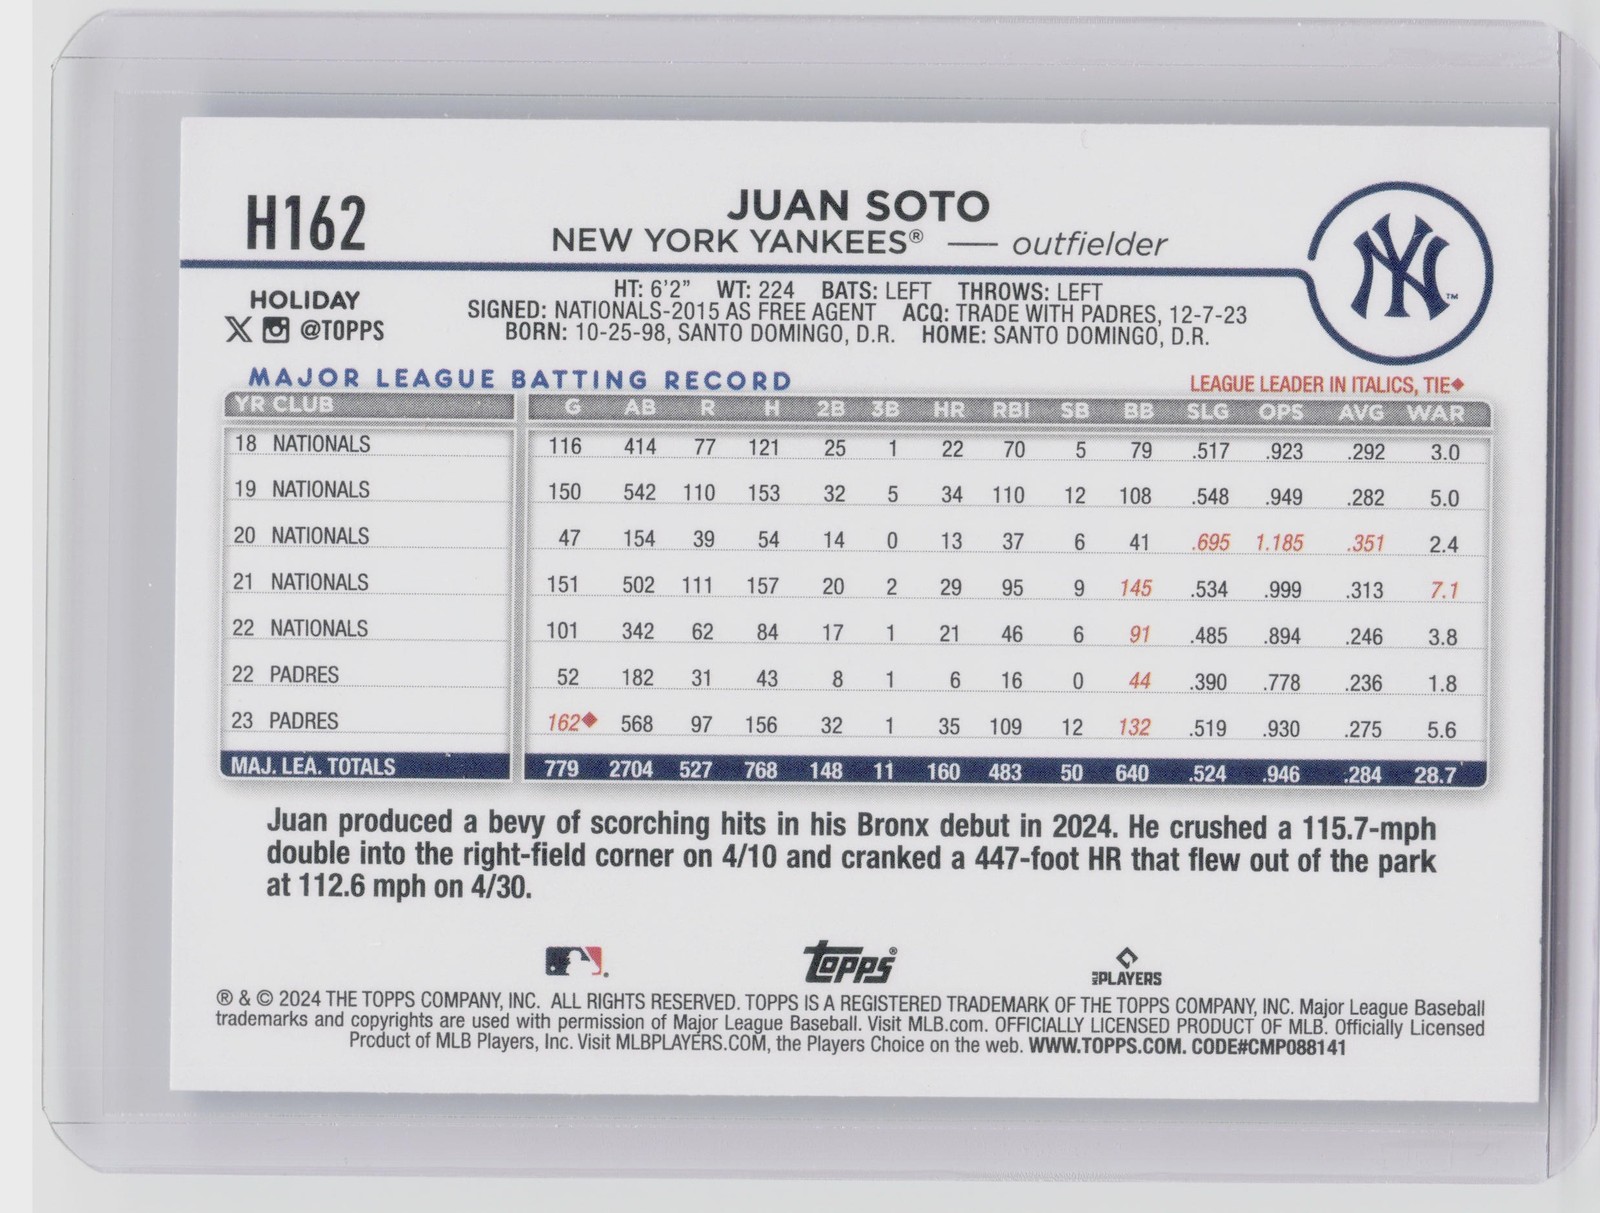 H162
JUAN SOTO
NEW YORK YANKEES® — outfielder
NY ™
HOLIDAY
@TOPPS
HT: 6'2" WT: 224 BATS: LEFT THROWS: LEFT
SIGNED: NATIONALS-2015 AS FREE AGENT ACQ: TRADE WITH PADRES, 12-7-23
BORN: 10-25-98, SANTO DOMINGO, D.R. HOME: SANTO DOMINGO, D.R.
MAJOR LEAGUE BATTING RECORD
LEAGUE LEADER IN ITALICS, TIE◆
YR CLUB G AB R H 2B 3B HR RBI SB BB SLG OPS AVG WAR
18 NATIONALS 116 414 77 121 25 1 22 70 5 79 .517 .923 .292 3.0
19 NATIONALS 150 542 110 153 32 5 34 110 12 108 .548 .949 .282 5.0
20 NATIONALS 47 154 39 54 14 0 13 37 6 41 .695 1.185 .351 2.4
21 NATIONALS 151 502 111 157 20 2 29 95 9 145 .534 .999 .313 7.1
22 NATIONALS 101 342 62 84 17 1 21 46 6 91 .485 .894 .246 3.8
22 PADRES 52 182 31 43 8 1 6 16 0 44 .390 .778 .236 1.8
23 PADRES 162◆ 568 97 156 32 1 35 109 12 132 .519 .930 .275 5.6
MAJ. LEA. TOTALS 779 2704 527 768 148 11 160 483 50 640 .524 .946 .284 28.7
Juan produced a bevy of scorching hits in his Bronx debut in 2024. He crushed a 115.7-mph
double into the right-field corner on 4/10 and cranked a 447-foot HR that flew out of the park
at 112.6 mph on 4/30.
Topps®
MLB PLAYERS
® & © 2024 THE TOPPS COMPANY, INC. ALL RIGHTS RESERVED. TOPPS IS A REGISTERED TRADEMARK OF THE TOPPS COMPANY, INC. Major League Baseball
trademarks and copyrights are used with permission of Major League Baseball. Visit MLB.com. OFFICIALLY LICENSED PRODUCT OF MLB. Officially Licensed
Product of MLB Players, Inc. Visit MLBPLAYERS.COM, the Players Choice on the web. WWW.TOPPS.COM. CODE#CMP088141